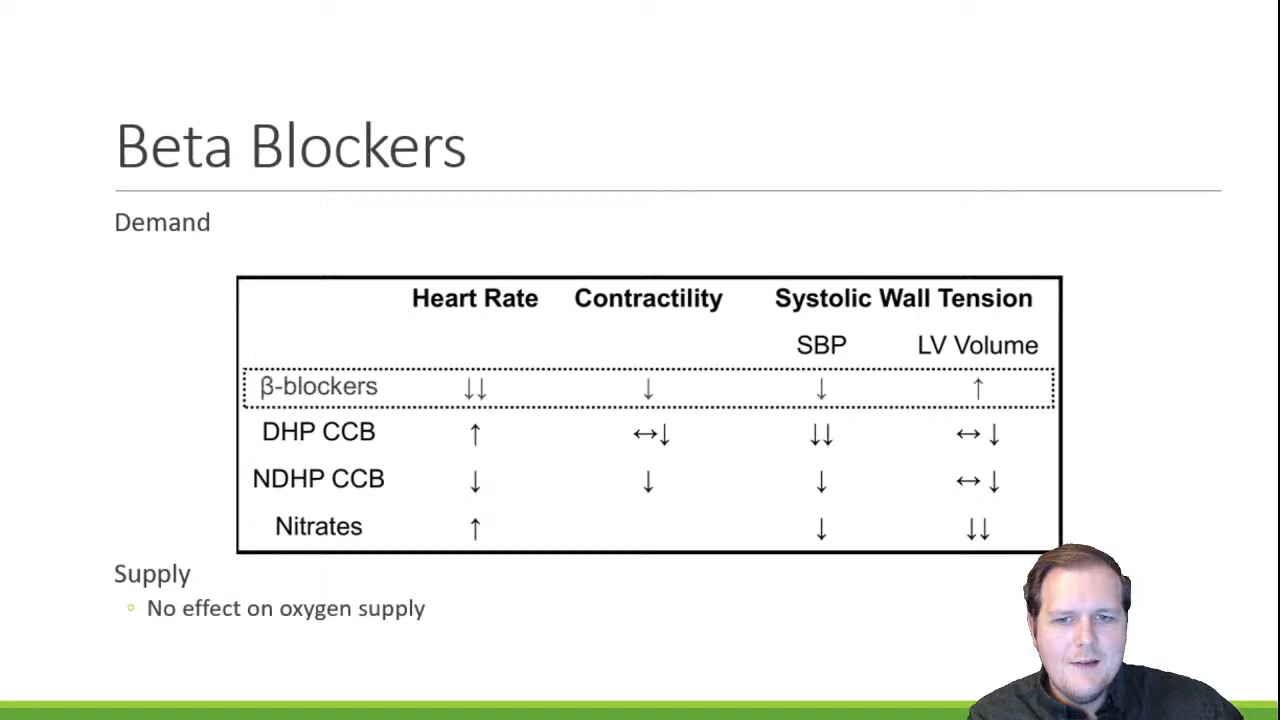 Beta Blockers
Demand
Heart Rate Contractility Systolic Wall Tension
SBP LV Volume
β-blockers ↓↓ ↓ ↓ ↑
DHP CCB ↑ ↔↓ ↓↓ ↔↓
NDHP CCB ↓ ↓ ↓ ↔↓
Nitrates ↑ ↓ ↓↓
Supply
◦ No effect on oxygen supply